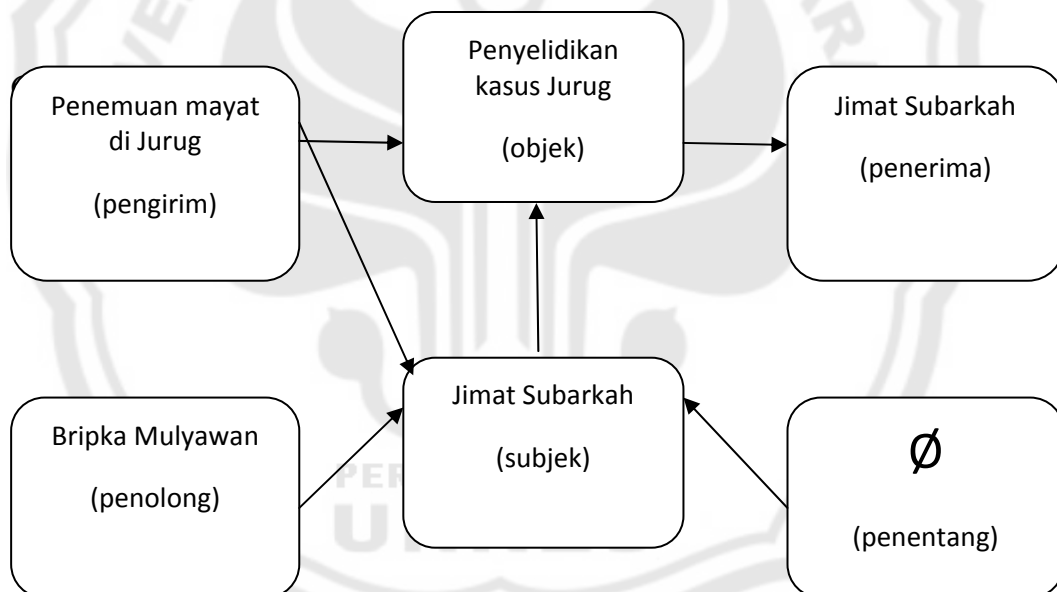 Penyelidikan
kasus Jurug
(objek)
Penemuan mayat
di Jurug
(pengirim)
Jimat Subarkah
(penerima)
Jimat Subarkah
(subjek)
Bripka Mulyawan
(penolong)
Ø
(penentang)
PER